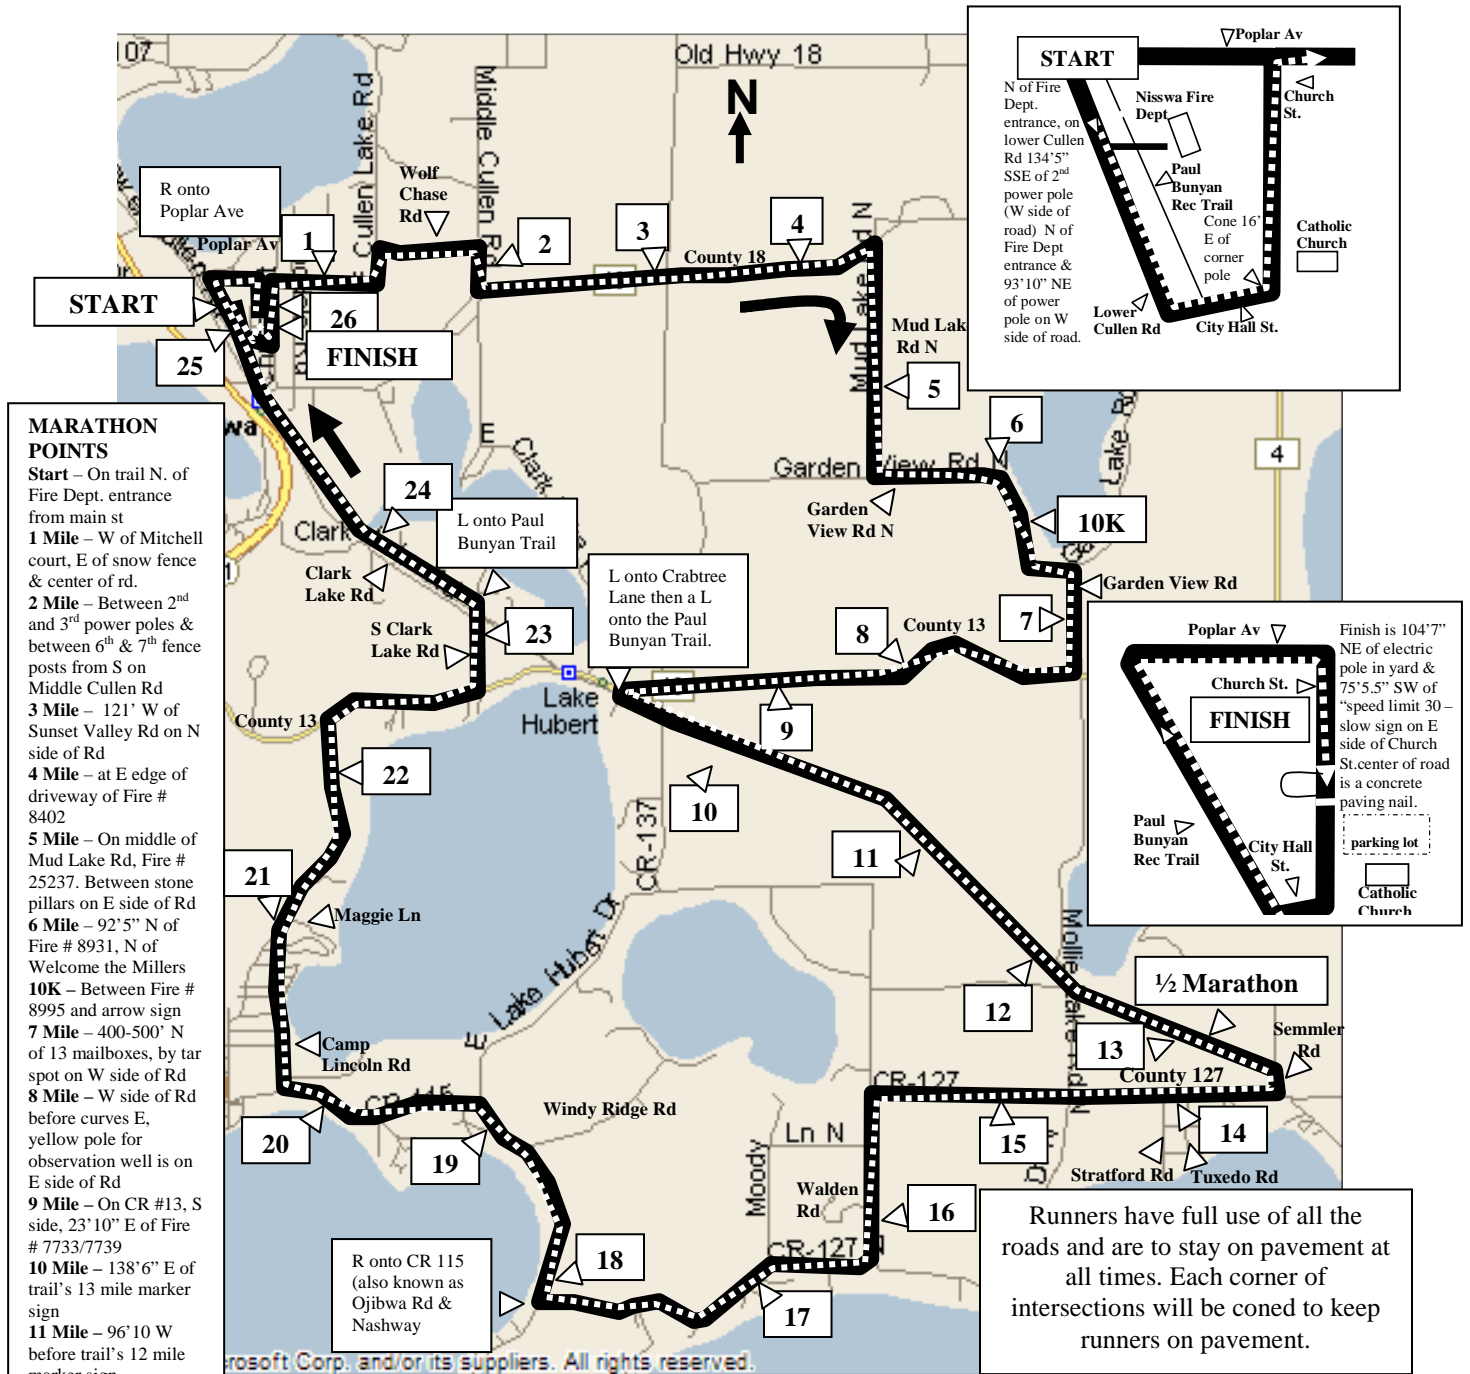 107
Old Hwy 18
N
E Cullen Lake Rd
Middle Cullen Rd
Wolf
Chase
Rd
R onto
Poplar Ave
Poplar Av
1
2
3
4
County 18
START
26
FINISH
25
Mud Lake Rd N
Mud Lak
Rd N
5
6
Garden View Rd N
Garden
View Rd N
10K
Garden View Rd
7
8
County 13
9
4
24
L onto Paul
Bunyan Trail
E
Clark
Clark
Clark
Lake Rd
S Clark
Lake Rd
23
L onto Crabtree
Lane then a L
onto the Paul
Bunyan Trail.
Lake
Hubert
County 13
22
10
CR-137
11
21
Maggie Ln
E Lake Hubert Dr
12
½ Marathon
13
Semmler
Rd
County 127
CR-127
14
15
Stratford Rd
Tuxedo Rd
Camp
Lincoln Rd
CR 115
20
19
Windy Ridge Rd
Ln N
Moody
Walden
Rd
16
CR-127
17
18
R onto CR 115
(also known as
Ojibwa Rd &
Nashway
Runners have full use of all the
roads and are to stay on pavement at
all times. Each corner of
intersections will be coned to keep
runners on pavement.
rosoft Corp. and/or its suppliers. All rights reserved.
MARATHON
POINTS
Start – On trail N. of
Fire Dept. entrance
from main st
1 Mile – W of Mitchell
court, E of snow fence
& center of rd.
2 Mile – Between 2nd
and 3rd power poles &
between 6th & 7th fence
posts from S on
Middle Cullen Rd
3 Mile – 121’ W of
Sunset Valley Rd on N
side of Rd
4 Mile – at E edge of
driveway of Fire #
8402
5 Mile – On middle of
Mud Lake Rd, Fire #
25237. Between stone
pillars on E side of Rd
6 Mile – 92’5” N of
Fire # 8931, N of
Welcome the Millers
10K – Between Fire #
8995 and arrow sign
7 Mile – 400-500’ N
of 13 mailboxes, by tar
spot on W side of Rd
8 Mile – W side of Rd
before curves E,
yellow pole for
observation well is on
E side of Rd
9 Mile – On CR #13, S
side, 23’10” E of Fire
# 7733/7739
10 Mile – 138’6” E of
trail’s 13 mile marker
sign
11 Mile – 96’10 W
before trail’s 12 mile
marker sign
START
Poplar Av
N of Fire
Dept.
entrance, on
lower Cullen
Rd 134’5”
SSE of 2nd
power pole
(W side of
road) N of
Fire Dept
entrance &
93’10” NE
of power
pole on W
side of road.
Nisswa Fire
Dept
Church
St.
Paul
Bunyan
Rec Trail
Cone 16’
E of
corner
pole
Catholic
Church
Lower
Cullen Rd
City Hall St.
Poplar Av
Church St.
FINISH
Finish is 104’7”
NE of electric
pole in yard &
75’5.5” SW of
“speed limit 30 –
slow sign on E
side of Church
St.center of road
is a concrete
paving nail.
Paul
Bunyan
Rec Trail
City Hall
St.
parking lot
Catholic
Church